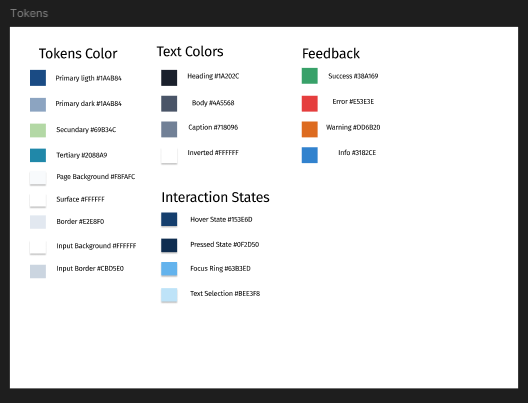 Tokens
Tokens Color
Primary ligth #1A4B84
Primary dark #1A4B84
Secundary #69B34C
Tertiary #2088A9
Page Background #F8FAFC
Surface #FFFFFF
Border #E2E8F0
Input Background #FFFFFF
Input Border #CBD5E0
Text Colors
Heading #1A202C
Body #4A5568
Caption #718096
Inverted #FFFFFF
Interaction States
Hover State #153E6D
Pressed State #0F2D50
Focus Ring #63B3ED
Text Selection #BEE3F8
Feedback
Success #38A169
Error #E53E3E
Warning #DD6B20
Info #3182CE